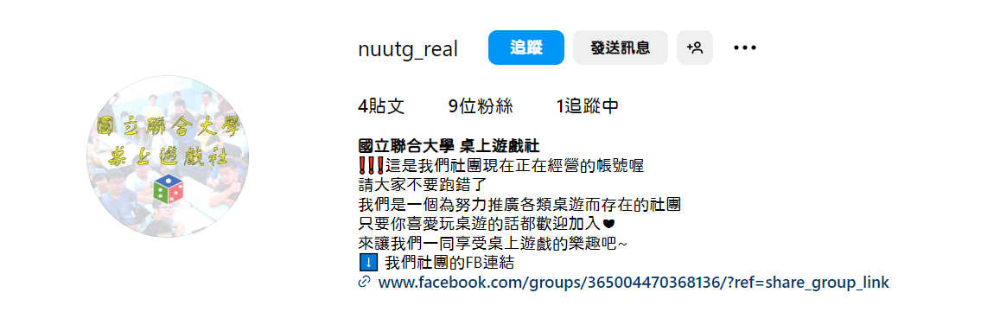 nuutg_real 追蹤 發送訊息
4貼文 9位粉絲 1追蹤中
國立聯合大學
桌上遊戲社
國立聯合大學 桌上遊戲社
❗❗❗這是我們社團現在正在經營的帳號喔
請大家不要跑錯了
我們是一個為努力推廣各類桌遊而存在的社團
只要你喜愛玩桌遊的話都歡迎加入❤
來讓我們一同享受桌上遊戲的樂趣吧~
⬇️ 我們社團的FB連結
www.facebook.com/groups/365004470368136/?ref=share_group_link